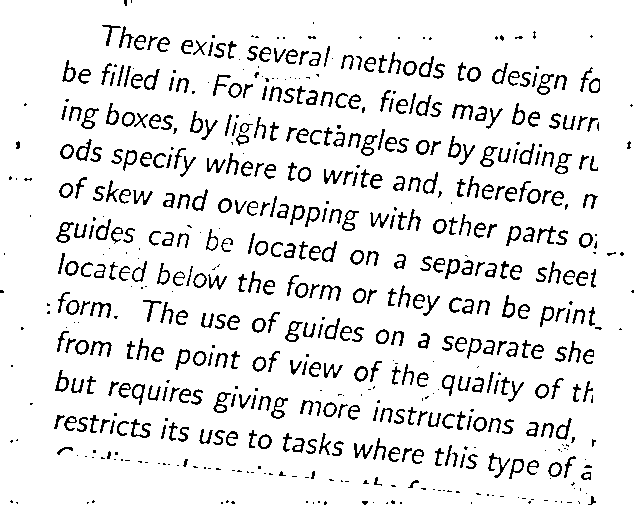 There exist several methods to design fo
be filled in. For instance, fields may be surr
ing boxes, by light rectangles or by guiding ru
ods specify where to write and, therefore, m
of skew and overlapping with other parts of
guides can be located on a separate sheet
located below the form or they can be print
form. The use of guides on a separate she
from the point of view of the quality of th
but requires giving more instructions and,
restricts its use to tasks where this type of a